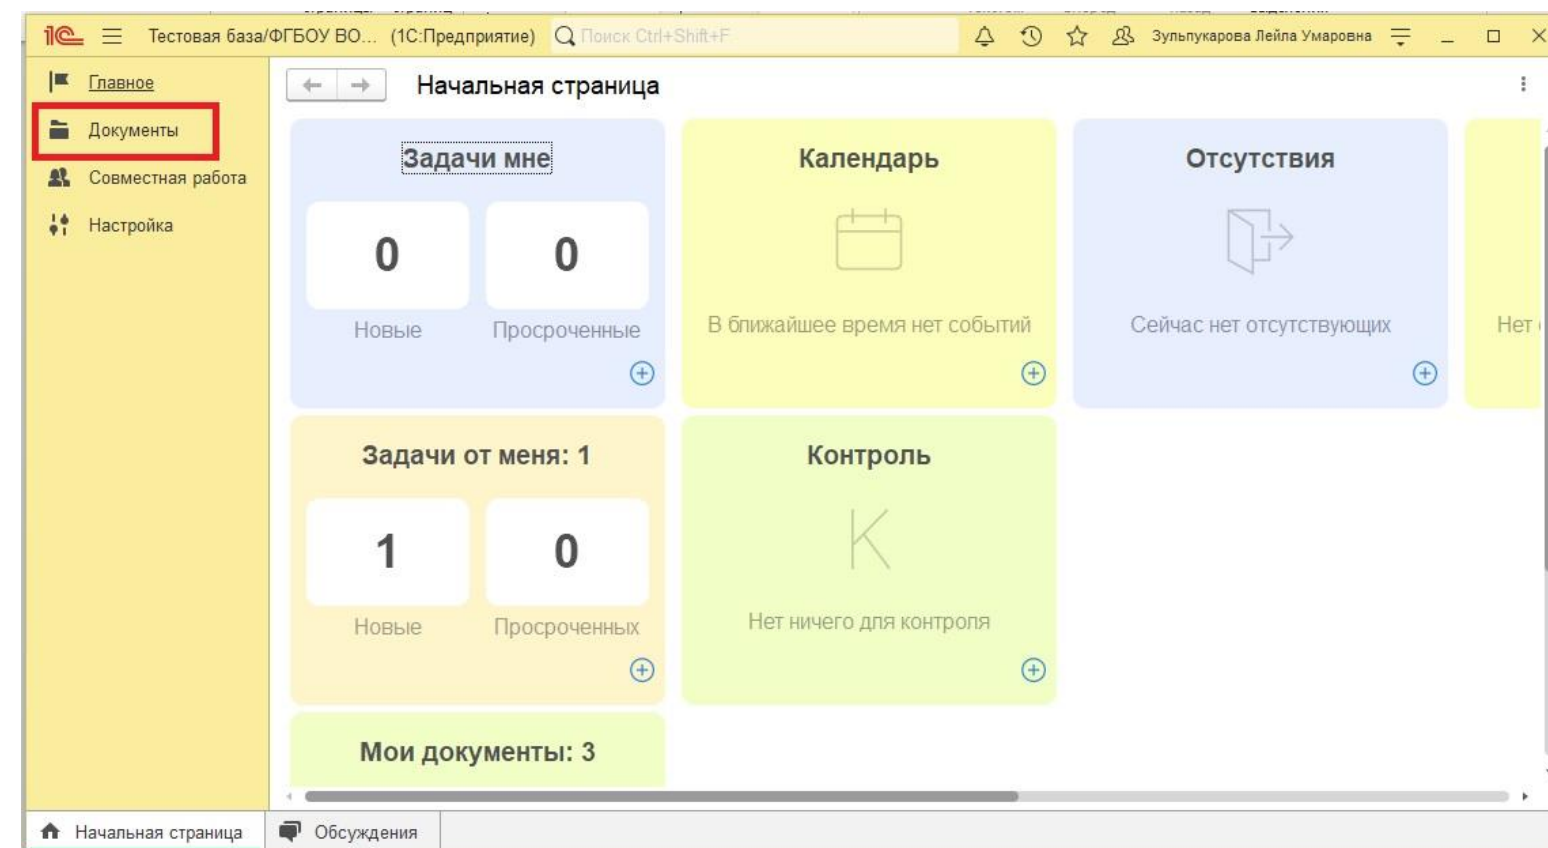 1С Тестовая база/ФГБОУ ВО... (1С:Предприятие) Поиск Ctrl+Shift+F Зульпукарова Лейла Умаровна
Главное
Документы
Совместная работа
Настройка
Начальная страница
Задачи мне
0 0
Новые Просроченные
Календарь
В ближайшее время нет событий
Отсутствия
Сейчас нет отсутствующих
Нет
Задачи от меня: 1
1 0
Новые Просроченных
Контроль
К
Нет ничего для контроля
Мои документы: 3
Начальная страница Обсуждения